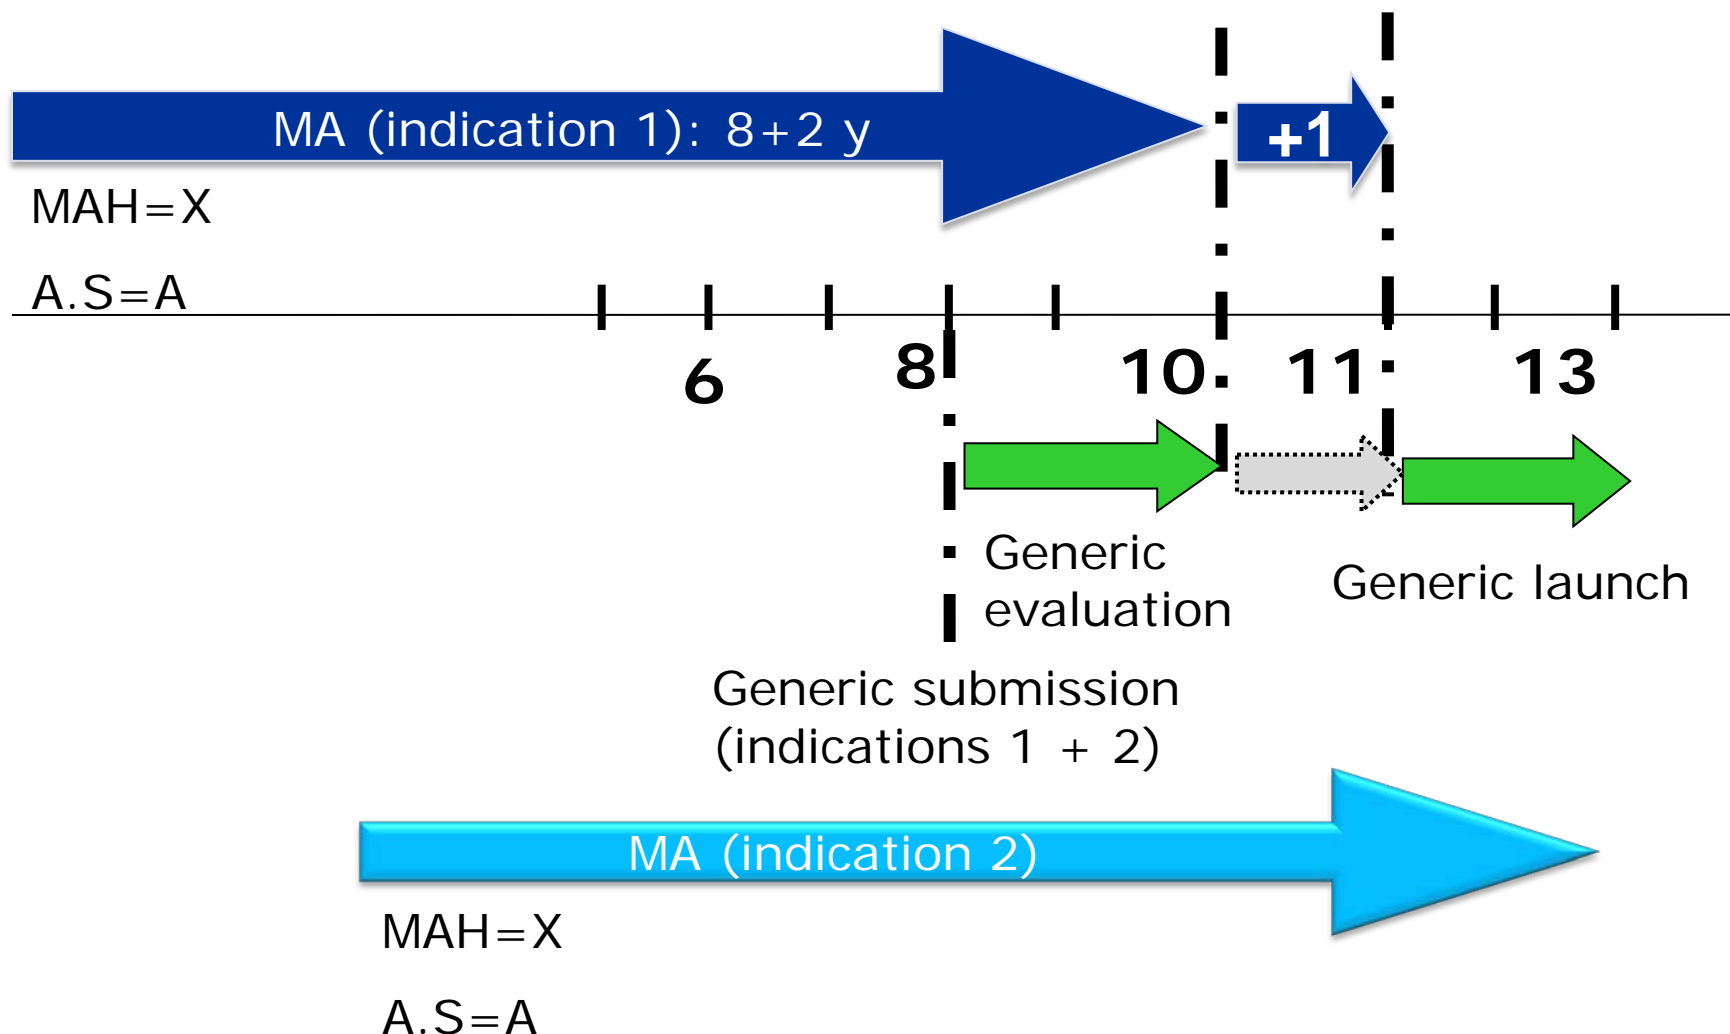 MA (indication 1): 8+2 y
+1
MAH=X
A.S=A
6
8
10
11
13
Generic
evaluation
Generic launch
Generic submission
(indications 1 + 2)
MA (indication 2)
MAH=X
A.S=A